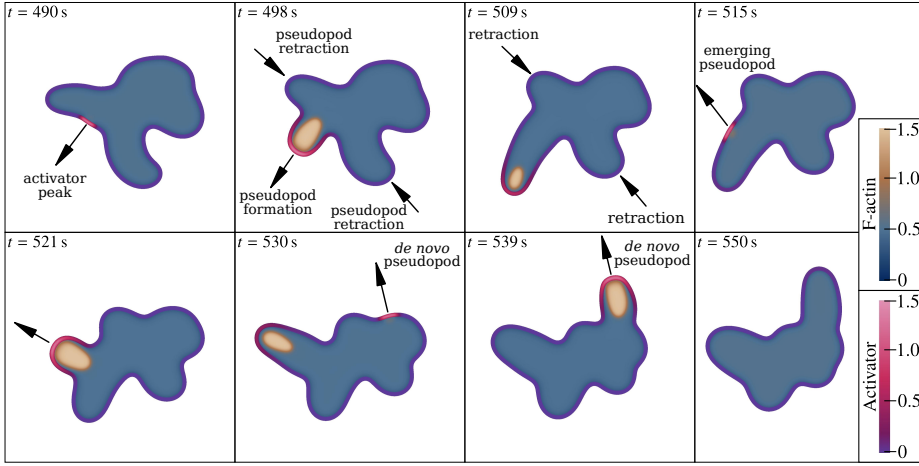 t = 490 s
activator
peak
t = 498 s
pseudopod
retraction
pseudopod
formation
pseudopod
retraction
t = 509 s
retraction
retraction
t = 515 s
emerging
pseudopod
t = 521 s
t = 530 s
de novo
pseudopod
t = 539 s
de novo
pseudopod
t = 550 s
F-actin
1.5
1.0
0.5
0
Activator
1.5
1.0
0.5
0